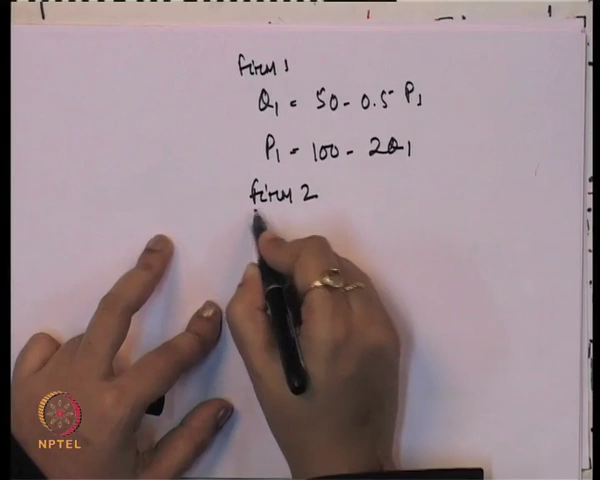 firm 1
Q1 = 50 - 0.5 P1
P1 = 100 - 2Q1
firm 2
NPTEL